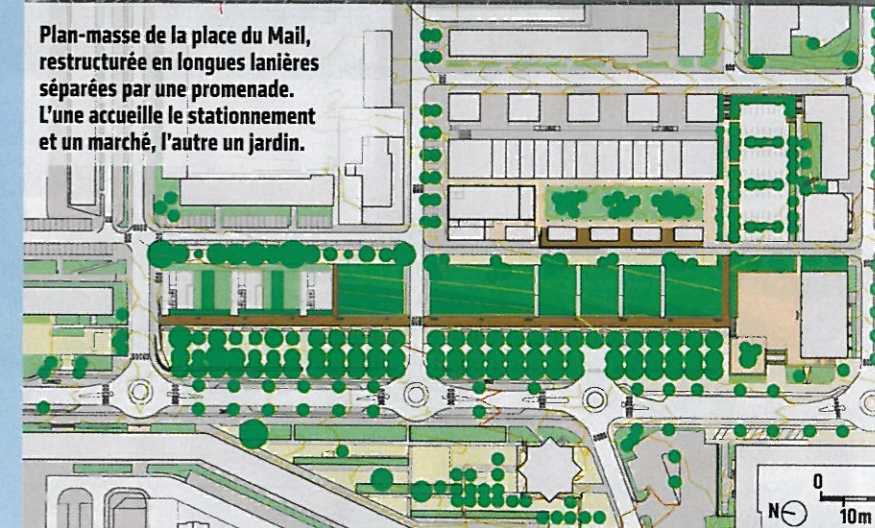 Plan-masse de la place du Mail,
restructurée en longues lanières
séparées par une promenade.
L'une accueille le stationnement
et un marché, l'autre un jardin.
N
0
10m